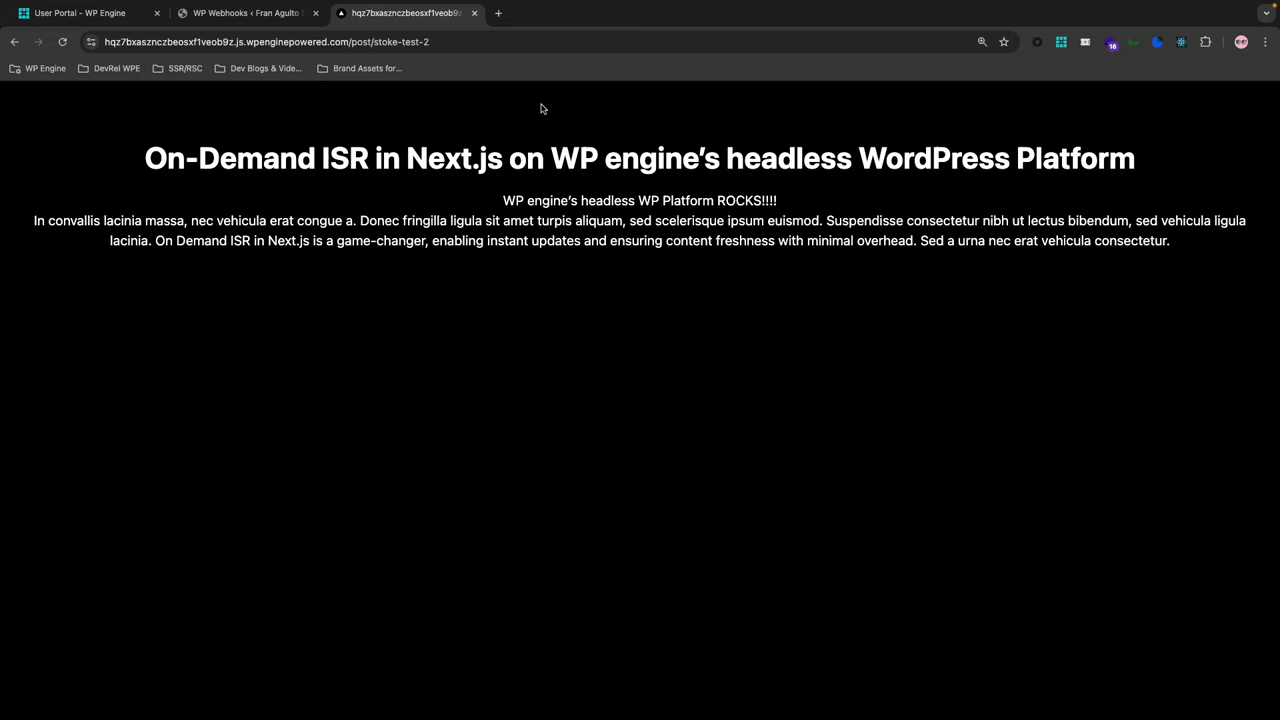 User Portal - WP Engine
WP Webhooks ‹ Fran Agulto
hqz7bxasznczbeosxf1veob9z
hqz7bxasznczbeosxf1veob9z.js.wpenginepowered.com/post/stoke-test-2
16
WP Engine
DevRel WPE
SSR/RSC
Dev Blogs & Vide...
Brand Assets for...
On-Demand ISR in Next.js on WP engine’s headless WordPress Platform
WP engine’s headless WP Platform ROCKS!!!!
In convallis lacinia massa, nec vehicula erat congue a. Donec fringilla ligula sit amet turpis aliquam, sed scelerisque ipsum euismod. Suspendisse consectetur nibh ut lectus bibendum, sed vehicula ligula
lacinia. On Demand ISR in Next.js is a game-changer, enabling instant updates and ensuring content freshness with minimal overhead. Sed a urna nec erat vehicula consectetur.